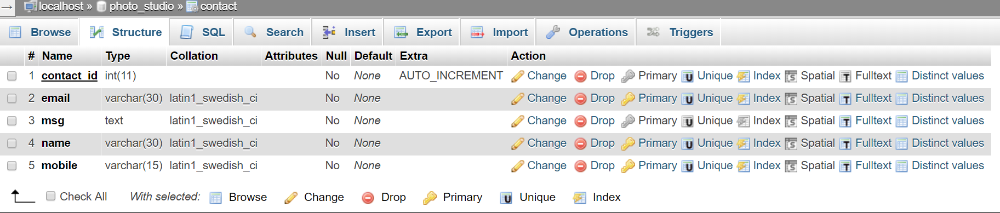 → localhost » photo_studio » contact
Browse Structure SQL Search Insert Export Import Operations Triggers
# Name Type Collation Attributes Null Default Extra Action
1 contact_id int(11) No None AUTO_INCREMENT Change Drop Primary Unique Index Spatial Fulltext Distinct values
2 email varchar(30) latin1_swedish_ci No None Change Drop Primary Unique Index Spatial Fulltext Distinct values
3 msg text latin1_swedish_ci No None Change Drop Primary Unique Index Spatial Fulltext Distinct values
4 name varchar(30) latin1_swedish_ci No None Change Drop Primary Unique Index Spatial Fulltext Distinct values
5 mobile varchar(15) latin1_swedish_ci No None Change Drop Primary Unique Index Spatial Fulltext Distinct values
Check All With selected: Browse Change Drop Primary Unique Index